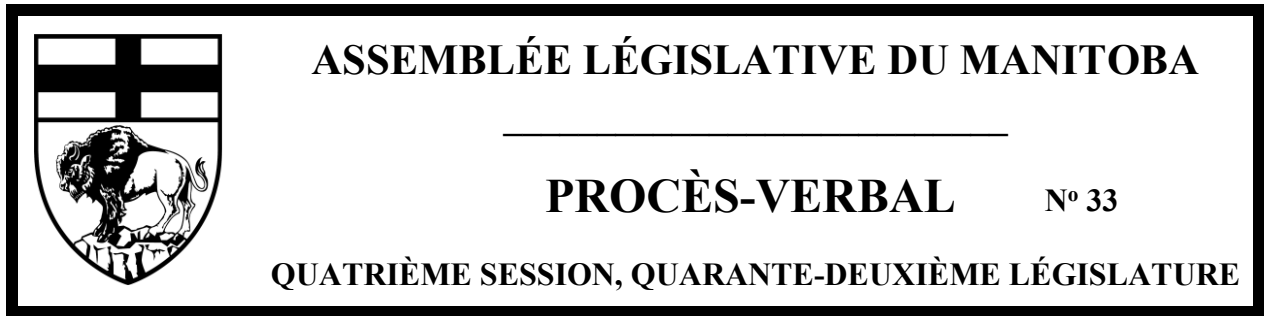 ASSEMBLÉE LÉGISLATIVE DU MANITOBA
PROCÈS-VERBAL Nº 33
QUATRIÈME SESSION, QUARANTE-DEUXIÈME LÉGISLATURE